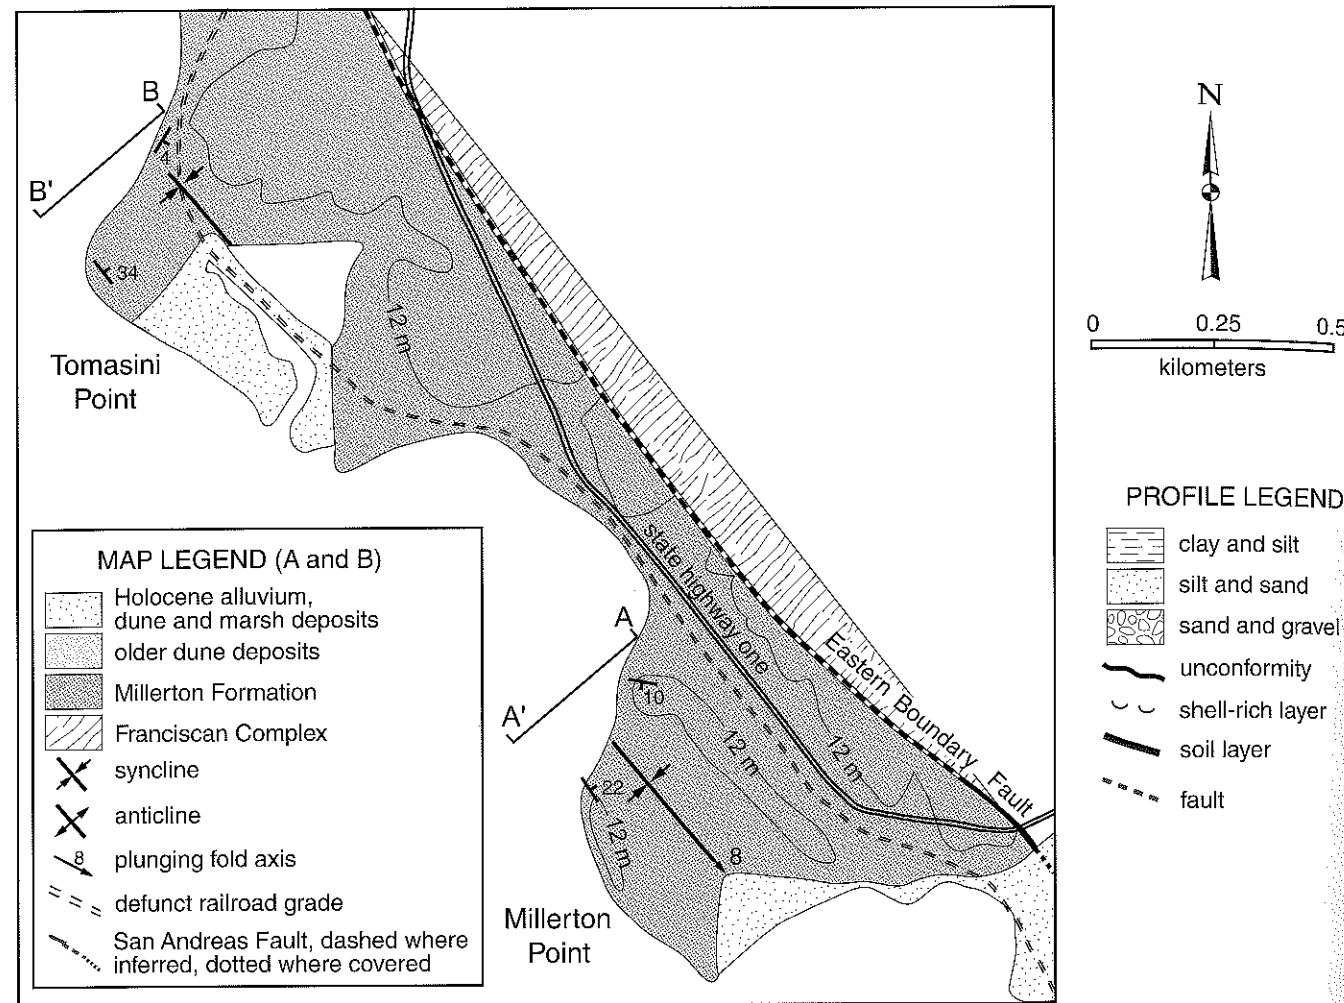 N
0 0.25 0.5
kilometers
B
B'
4
34
Tomasini
Point
12 m
state highway one
Eastern Boundary Fault
A
A'
10
12 m
12 m
22
12 m
8
Millerton
Point
MAP LEGEND (A and B)
Holocene alluvium,
dune and marsh deposits
older dune deposits
Millerton Formation
Franciscan Complex
syncline
anticline
8
plunging fold axis
defunct railroad grade
San Andreas Fault, dashed where
inferred, dotted where covered
PROFILE LEGEND
clay and silt
silt and sand
sand and gravel
unconformity
shell-rich layer
soil layer
fault